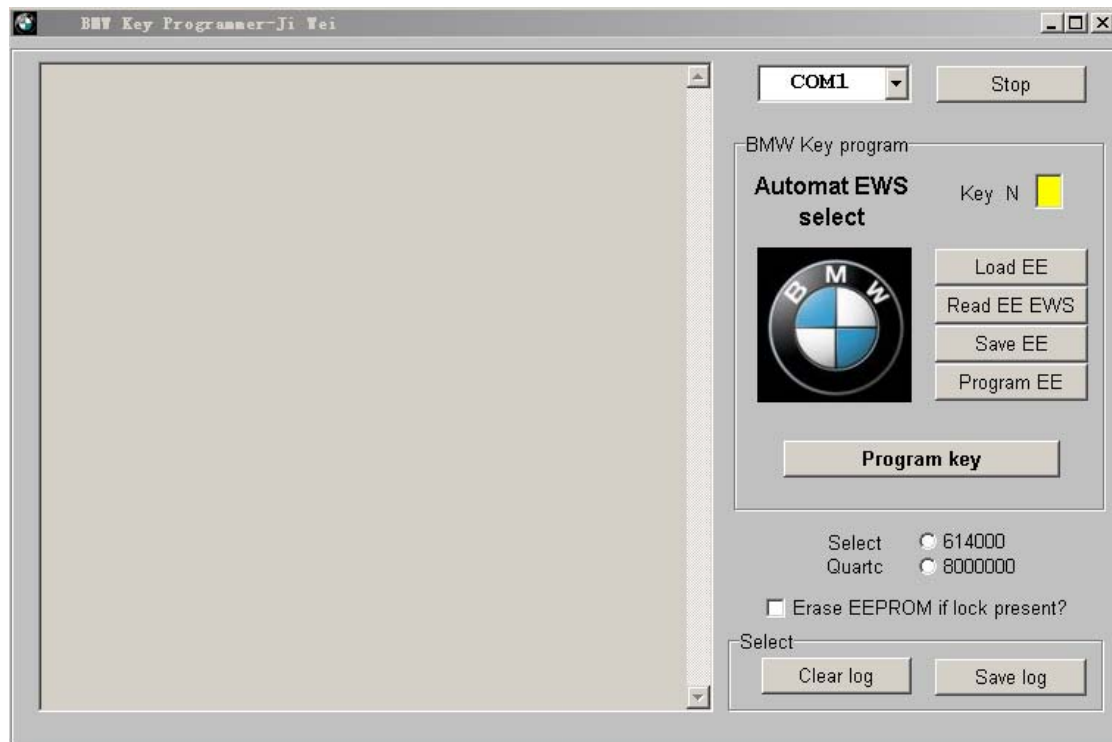 BMW Key Programmer-Ji Wei
COM1
Stop
BMW Key program
Automat EWS
select
Key N
BMW
Load EE
Read EE EWS
Save EE
Program EE
Program key
Select
Quartc
614000
8000000
Erase EEPROM if lock present?
Select
Clear log
Save log